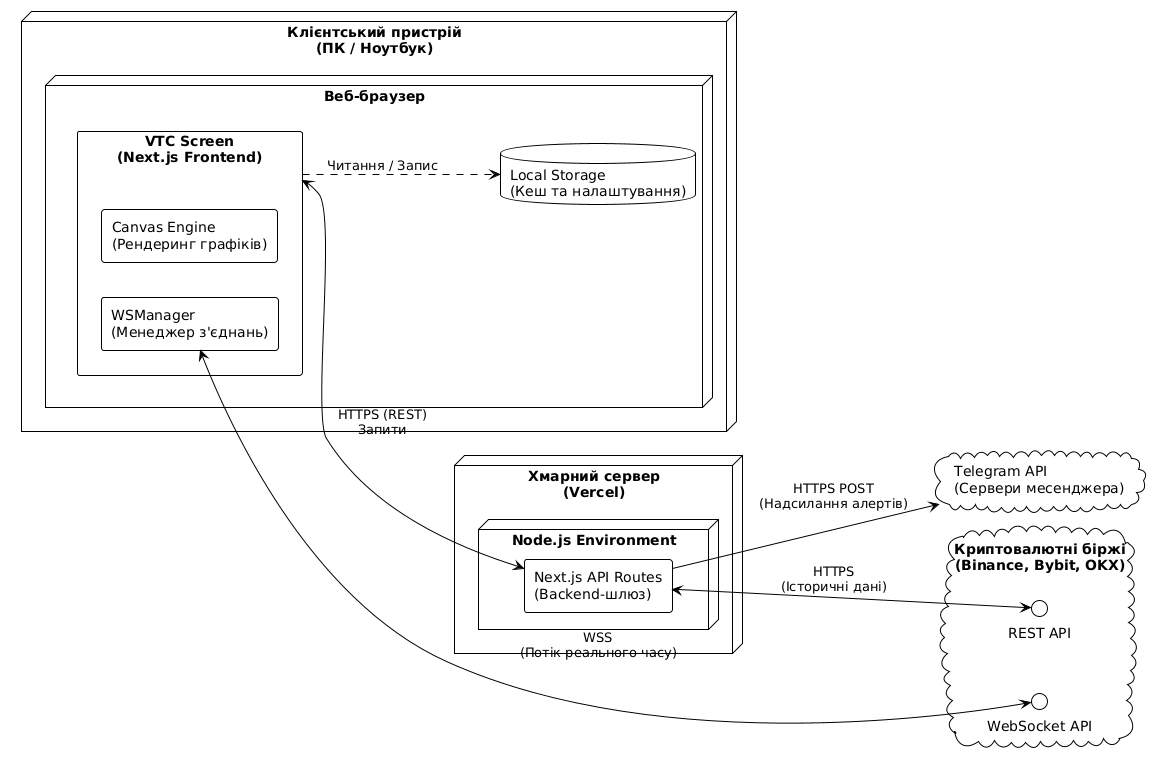 Клієнтський пристрій
(ПК / Ноутбук)
Веб-браузер
VTC Screen
(Next.js Frontend)
Читання / Запис
Local Storage
(Кеш та налаштування)
Canvas Engine
(Рендеринг графіків)
WSManager
(Менеджер з'єднань)
HTTPS (REST)
Запити
Хмарний сервер
(Vercel)
Node.js Environment
Next.js API Routes
(Backend-шлюз)
WSS
(Потік реального часу)
HTTPS POST
(Надсилання алертів)
Telegram API
(Сервери месенджера)
HTTPS
(Історичні дані)
Криптовалютні біржі
(Binance, Bybit, OKX)
REST API
WebSocket API